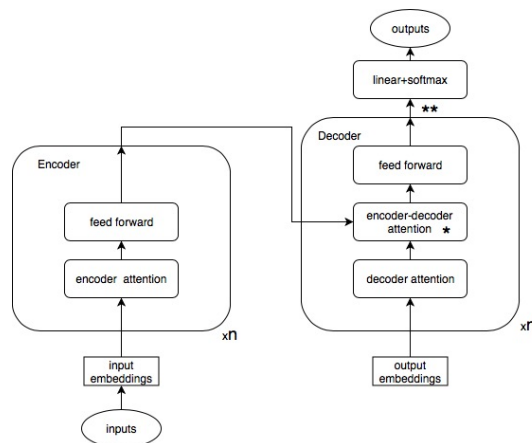 outputs
linear+softmax
**
Decoder
feed forward
encoder-decoder
attention *
decoder attention
xn
output
embeddings
Encoder
feed forward
encoder attention
xn
input
embeddings
inputs